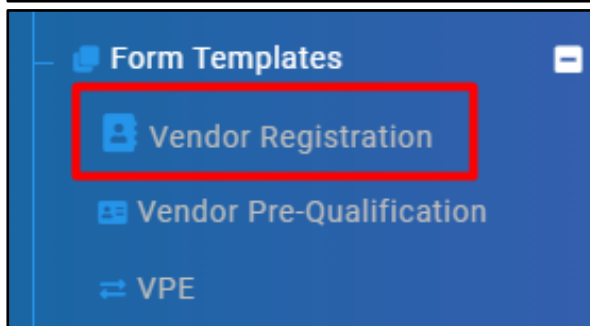 Form Templates
Vendor Registration
Vendor Pre-Qualification
VPE